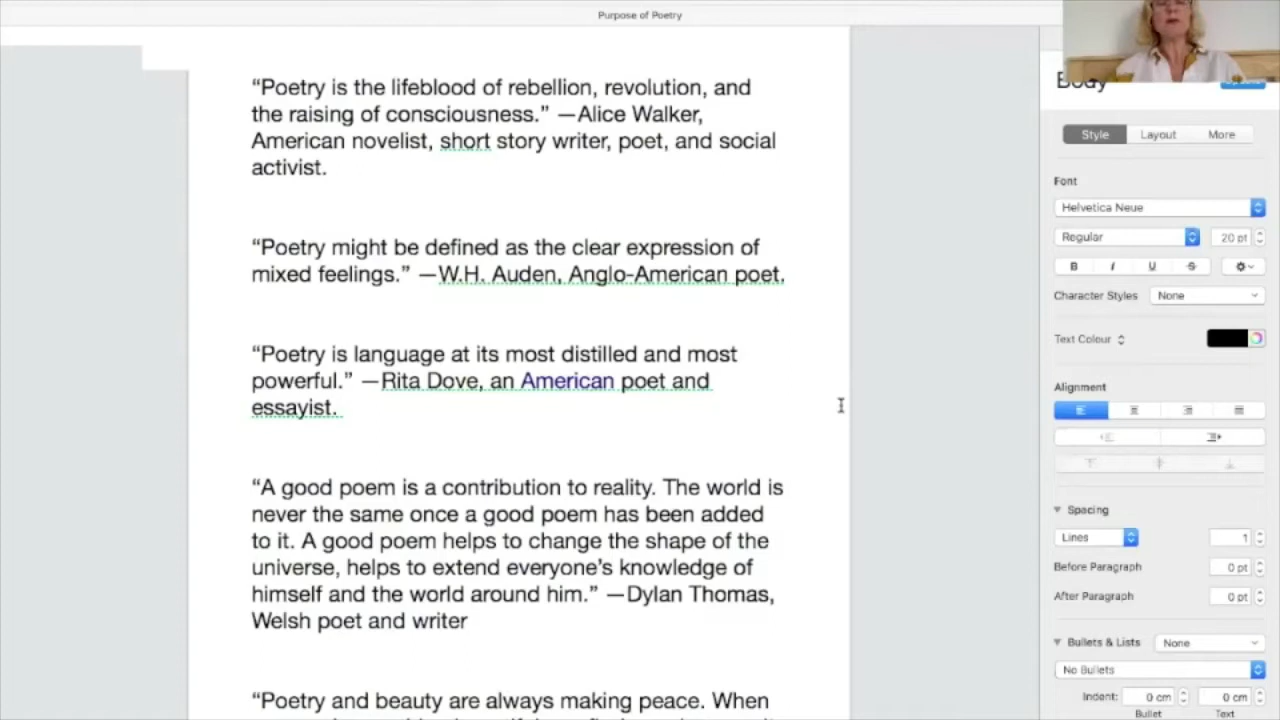 Purpose of Poetry
“Poetry is the lifeblood of rebellion, revolution, and
the raising of consciousness.” —Alice Walker,
American novelist, short story writer, poet, and social
activist.
“Poetry might be defined as the clear expression of
mixed feelings.” —W.H. Auden, Anglo-American poet.
“Poetry is language at its most distilled and most
powerful.” —Rita Dove, an American poet and
essayist.
“A good poem is a contribution to reality. The world is
never the same once a good poem has been added
to it. A good poem helps to change the shape of the
universe, helps to extend everyone’s knowledge of
himself and the world around him.” —Dylan Thomas,
Welsh poet and writer
“Poetry and beauty are always making peace. When
Body
Style Layout More
Font
Helvetica Neue
Regular 20 pt
B I U S
Character Styles None
Text Colour
Alignment
Spacing
Lines 1
Before Paragraph 0 pt
After Paragraph 0 pt
Bullets & Lists None
No Bullets
Indent: 0 cm 0 cm
Bullet Text